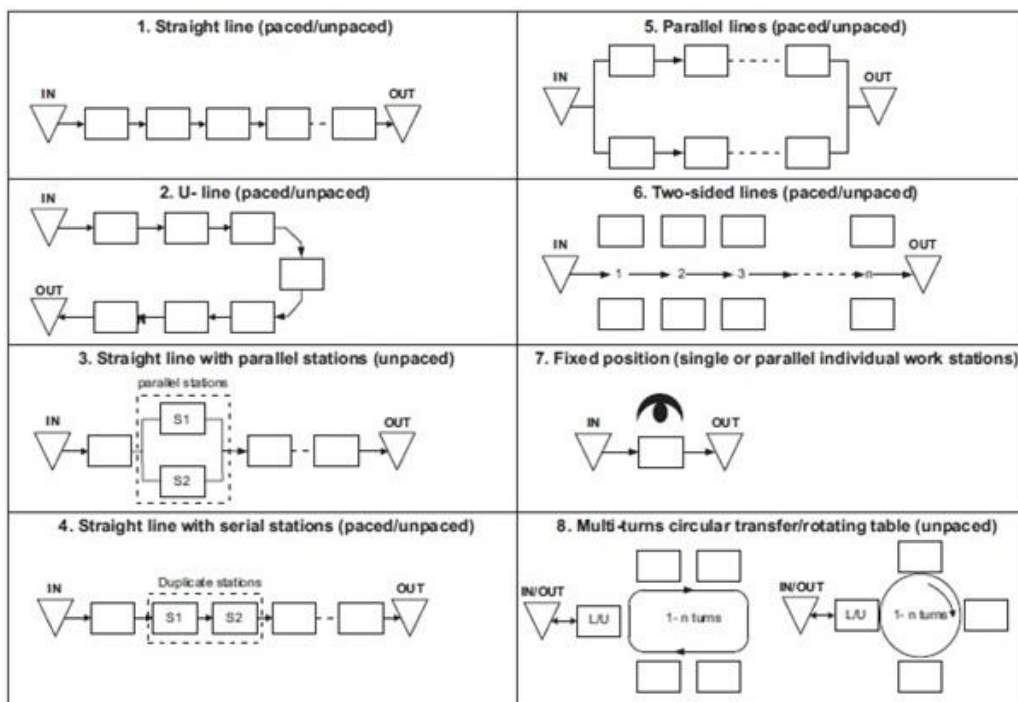 1. Straight line (paced/unpaced)
IN
OUT
2. U- line (paced/unpaced)
IN
OUT
3. Straight line with parallel stations (unpaced)
parallel stations
IN
S1
S2
OUT
4. Straight line with serial stations (paced/unpaced)
Duplicate stations
IN
S1
S2
OUT
5. Parallel lines (paced/unpaced)
IN
OUT
6. Two-sided lines (paced/unpaced)
IN
1
2
3
n
OUT
7. Fixed position (single or parallel individual work stations)
IN
OUT
8. Multi-turns circular transfer/rotating table (unpaced)
IN/OUT
L/U
1- n turns
IN/OUT
L/U
1- n turns